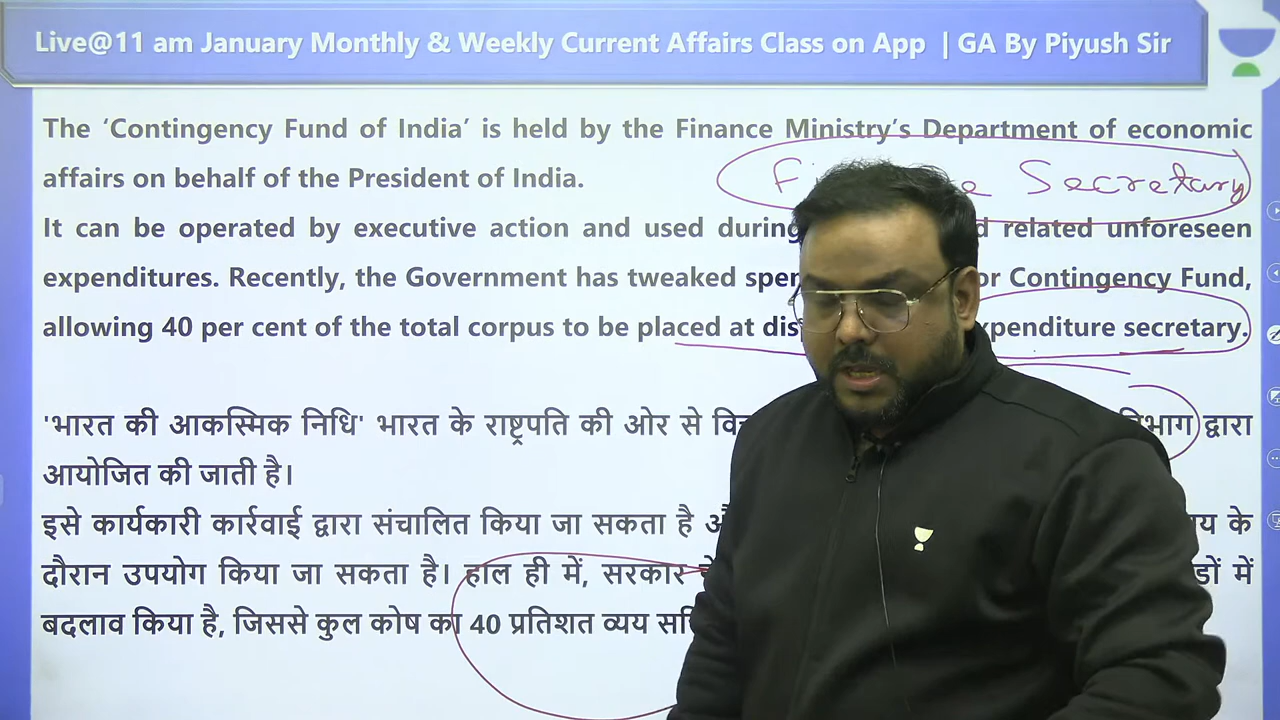 Live@11 am January Monthly & Weekly Current Affairs Class on App | GA By Piyush Sir
The ‘Contingency Fund of India’ is held by the Finance Ministry’s Department of economic
affairs on behalf of the President of India.
Secretary
It can be operated by executive action and used during related unforeseen
expenditures. Recently, the Government has tweaked Contingency Fund,
allowing 40 per cent of the total corpus to be placed at secretary.
'भारत की आकस्मिक निधि' भारत के राष्ट्रपति की ओर से द्वारा
आयोजित की जाती है।
इसे कार्यकारी कार्रवाई द्वारा संचालित किया जा सकता है के
दौरान उपयोग किया जा सकता है। हाल ही में, सरकार में
बदलाव किया है, जिससे कुल कोष का 40 प्रतिशत व्यय